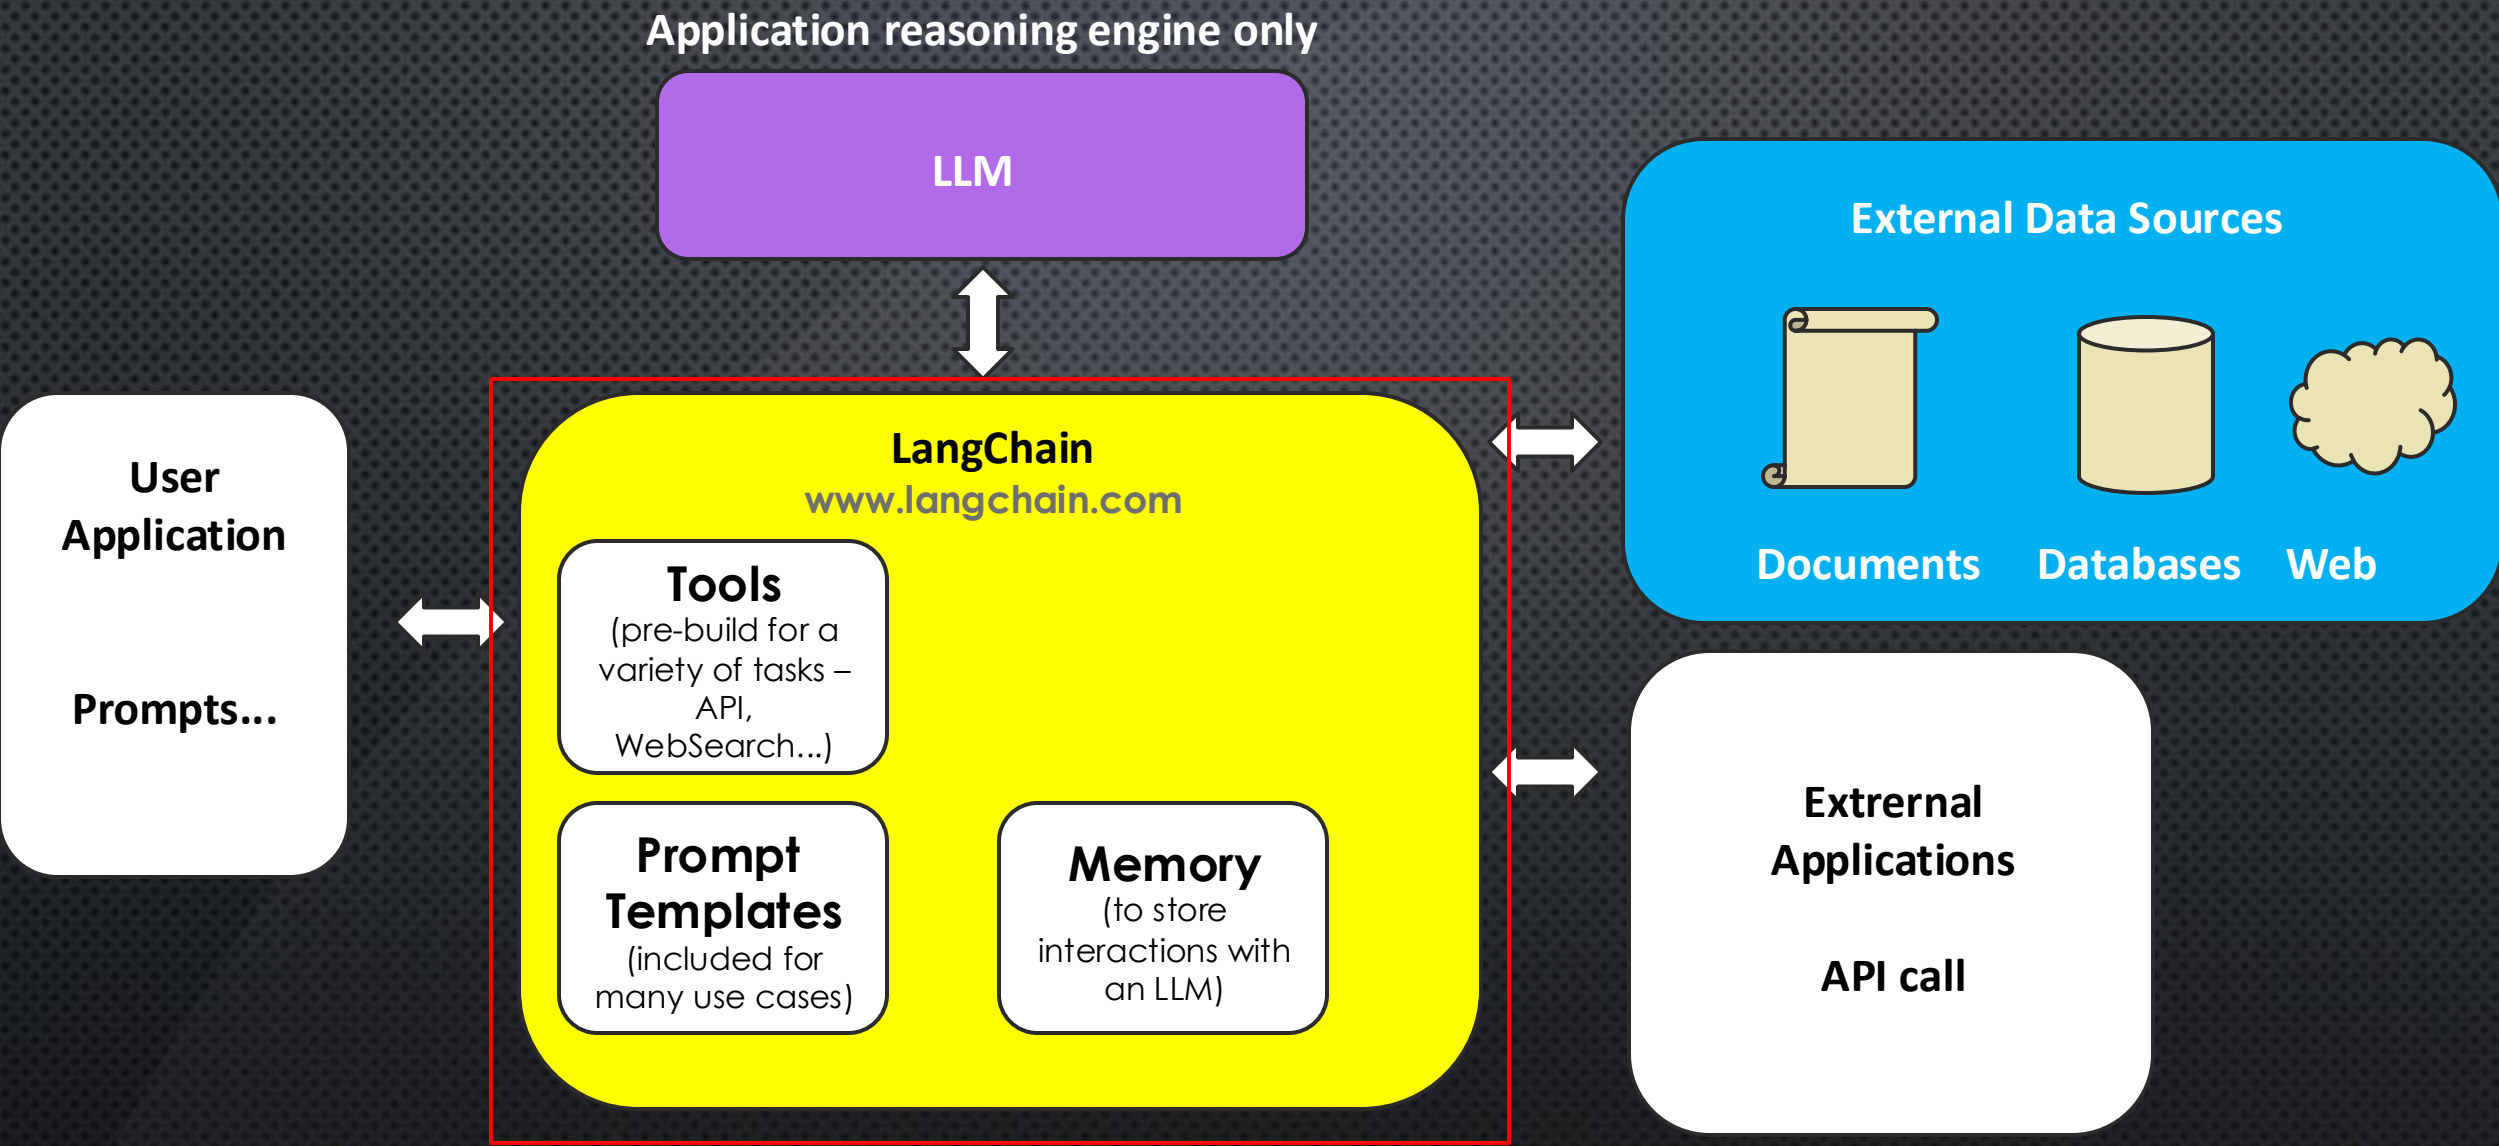 Application reasoning engine only
LLM
External Data Sources
Documents Databases Web
User
Application
Prompts...
LangChain
www.langchain.com
Tools
(pre-build for a
variety of tasks –
API,
WebSearch...)
Prompt
Templates
(included for
many use cases)
Memory
(to store
interactions with
an LLM)
Extrernal
Applications
API call